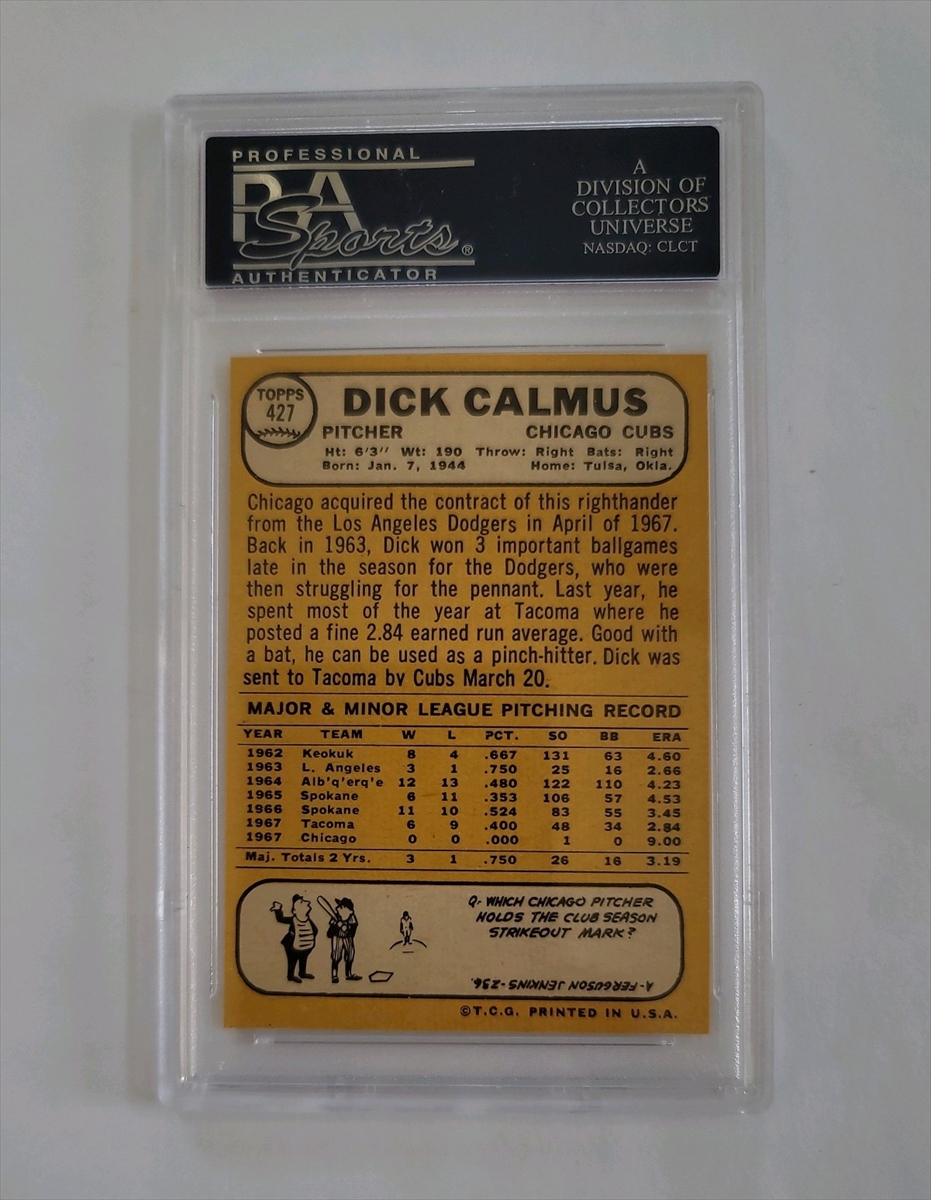 PROFESSIONAL
PSA
Sports®
AUTHENTICATOR
A
DIVISION OF
COLLECTORS
UNIVERSE
NASDAQ: CLCT
TOPPS
427
DICK CALMUS
PITCHER CHICAGO CUBS
Ht: 6'3" Wt: 190 Throw: Right Bats: Right
Born: Jan. 7, 1944 Home: Tulsa, Okla.
Chicago acquired the contract of this righthander
from the Los Angeles Dodgers in April of 1967.
Back in 1963, Dick won 3 important ballgames
late in the season for the Dodgers, who were
then struggling for the pennant. Last year, he
spent most of the year at Tacoma where he
posted a fine 2.84 earned run average. Good with
a bat, he can be used as a pinch-hitter. Dick was
sent to Tacoma by Cubs March 20.
MAJOR & MINOR LEAGUE PITCHING RECORD
YEAR TEAM W L PCT. SO BB ERA
1962 Keokuk 8 4 .667 131 63 4.60
1963 L. Angeles 3 1 .750 25 16 2.66
1964 Alb'q'erq'e 12 13 .480 122 110 4.23
1965 Spokane 6 11 .353 106 57 4.53
1966 Spokane 11 10 .524 83 55 3.45
1967 Tacoma 6 9 .400 48 34 2.84
1967 Chicago 0 0 .000 1 0 9.00
Maj. Totals 2 Yrs. 3 1 .750 26 16 3.19
Q- WHICH CHICAGO PITCHER
HOLDS THE CLUB SEASON
STRIKEOUT MARK?
A-FERGUSON JENKINS-236.
©T.C.G. PRINTED IN U.S.A.